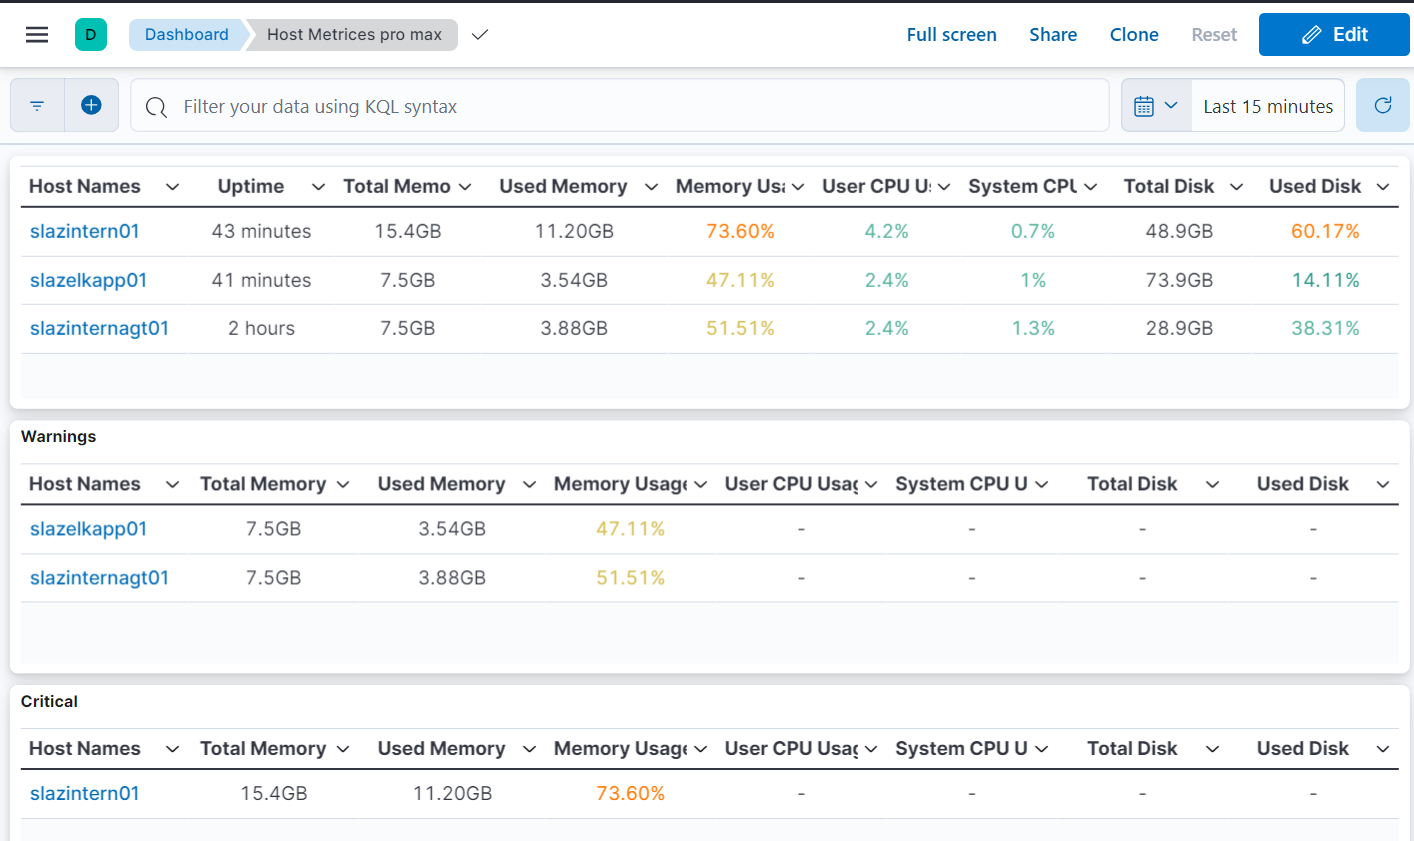 D Dashboard Host Metrices pro max Full screen Share Clone Reset Edit
Filter your data using KQL syntax Last 15 minutes
Host Names Uptime Total Memo Used Memory Memory Usa User CPU Us System CPU Total Disk Used Disk
slazintern01 43 minutes 15.4GB 11.20GB 73.60% 4.2% 0.7% 48.9GB 60.17%
slazelkapp01 41 minutes 7.5GB 3.54GB 47.11% 2.4% 1% 73.9GB 14.11%
slazinternagt01 2 hours 7.5GB 3.88GB 51.51% 2.4% 1.3% 28.9GB 38.31%
Warnings
Host Names Total Memory Used Memory Memory Usage User CPU Usag System CPU U Total Disk Used Disk
slazelkapp01 7.5GB 3.54GB 47.11% - - - -
slazinternagt01 7.5GB 3.88GB 51.51% - - - -
Critical
Host Names Total Memory Used Memory Memory Usage User CPU Usag System CPU U Total Disk Used Disk
slazintern01 15.4GB 11.20GB 73.60% - - - -